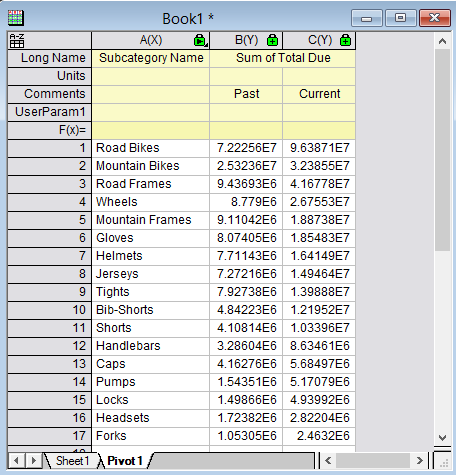 Book1 *
A(X) B(Y) C(Y)
Long Name Subcategory Name Sum of Total Due
Units
Comments Past Current
UserParam1
F(x)=
1 Road Bikes 7.22256E7 9.63871E7
2 Mountain Bikes 2.53236E7 3.23855E7
3 Road Frames 9.43693E6 4.16778E7
4 Wheels 8.779E6 2.67553E7
5 Mountain Frames 9.11042E6 1.88738E7
6 Gloves 8.07405E6 1.85483E7
7 Helmets 7.71143E6 1.64149E7
8 Jerseys 7.27216E6 1.49464E7
9 Tights 7.92738E6 1.39888E7
10 Bib-Shorts 4.84223E6 1.21952E7
11 Shorts 4.10814E6 1.03396E7
12 Handlebars 3.28604E6 8.63461E6
13 Caps 4.16276E6 5.68497E6
14 Pumps 1.54351E6 5.17079E6
15 Locks 1.49866E6 4.93992E6
16 Headsets 1.72382E6 2.82204E6
17 Forks 1.05305E6 2.4632E6
Sheet1 Pivot1